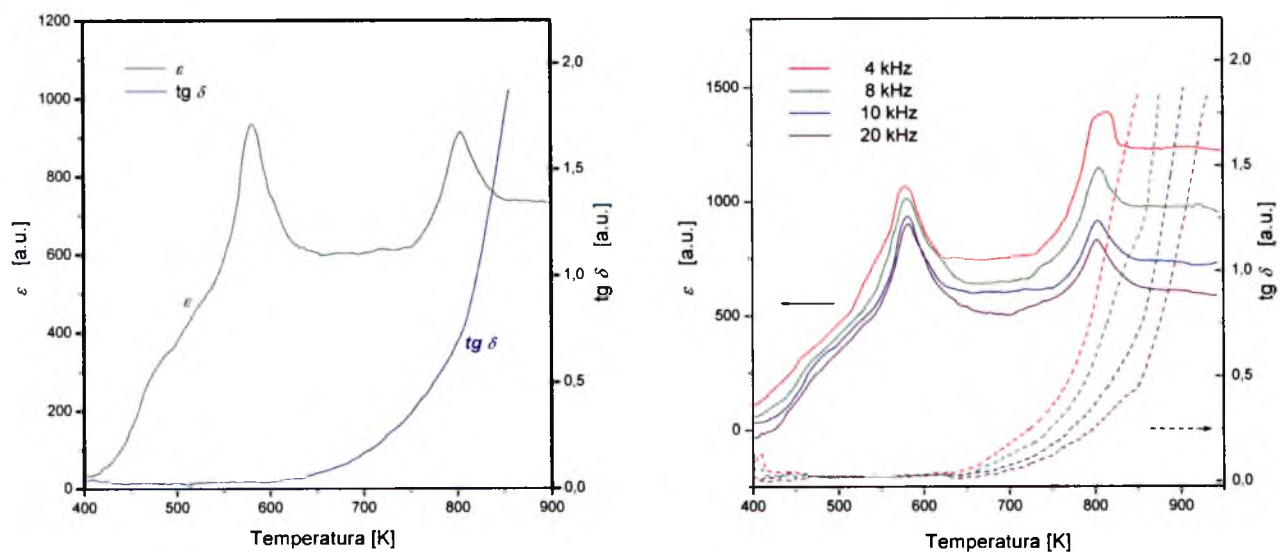 1200
1000
800
600
400
200
0
ε [a.u.]
ε
tg δ
ε
tg δ
2,0
1,5
1,0
0,5
0,0
tg δ [a.u.]
400 500 600 700 800 900
Temperatura [K]
1500
1000
500
0
ε [a.u.]
4 kHz
8 kHz
10 kHz
20 kHz
2,0
1,5
1,0
0,5
0,0
tg δ [a.u.]
400 500 600 700 800 900
Temperatura [K]